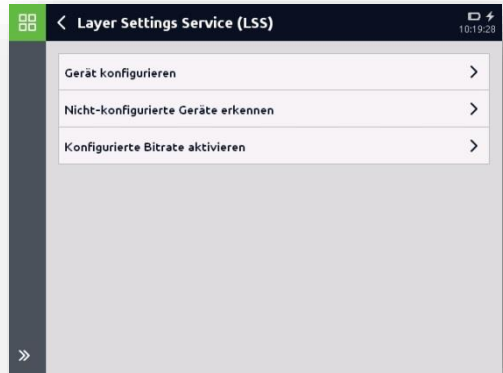 Layer Settings Service (LSS)
10:19:28
Gerät konfigurieren
Nicht-konfigurierte Geräte erkennen
Konfigurierte Bitrate aktivieren